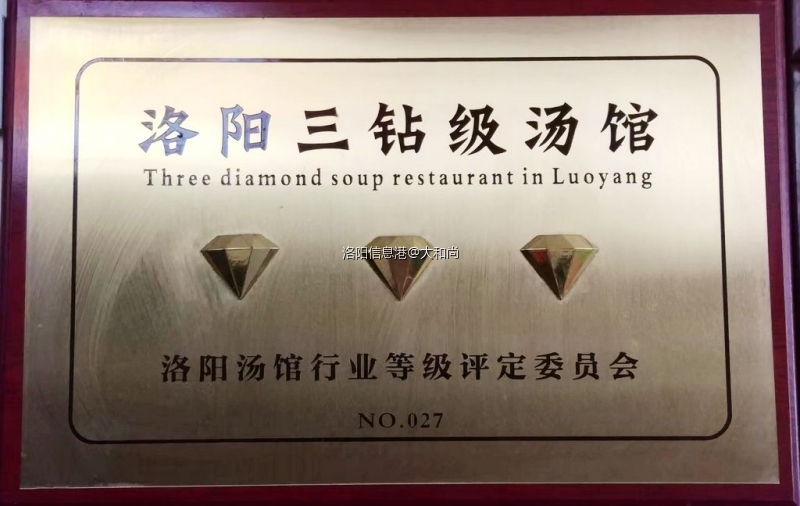 洛阳三钻级汤馆
Three diamond soup restaurant in Luoyang
洛阳信息港@大和尚
洛阳汤馆行业等级评定委员会
NO.027